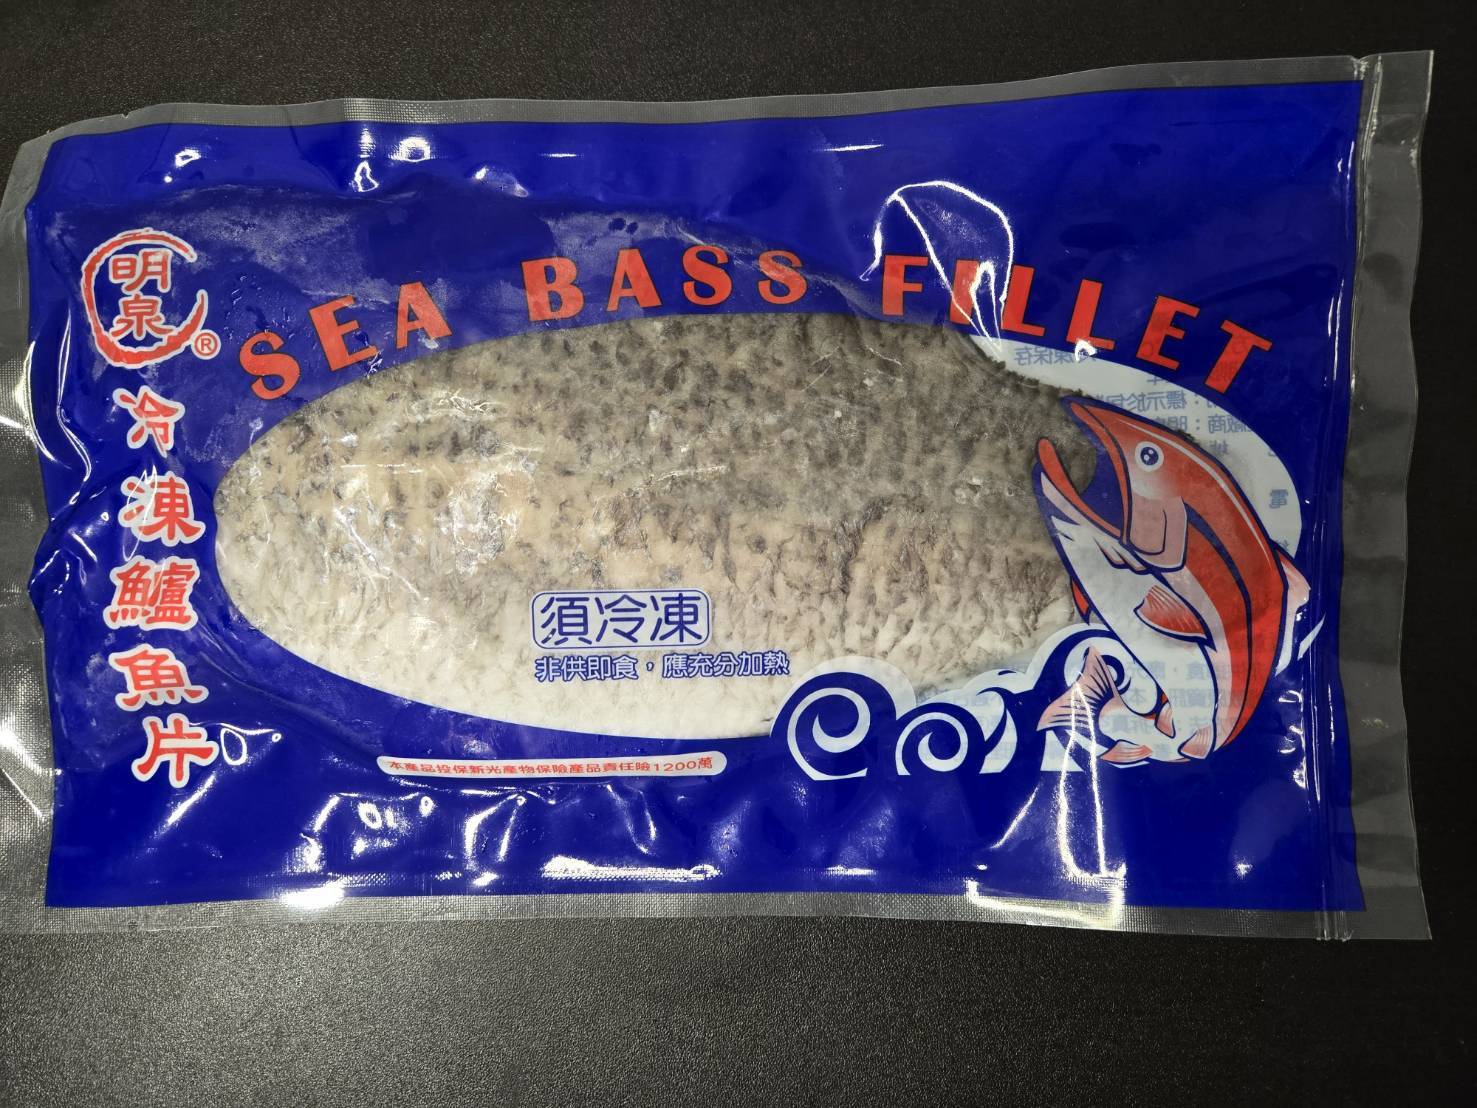 明泉
®
冷凍鱸魚片
SEA BASS FILLET
須冷凍
非供即食，應充分加熱
本產品投保新光產物保險產品責任險1200萬